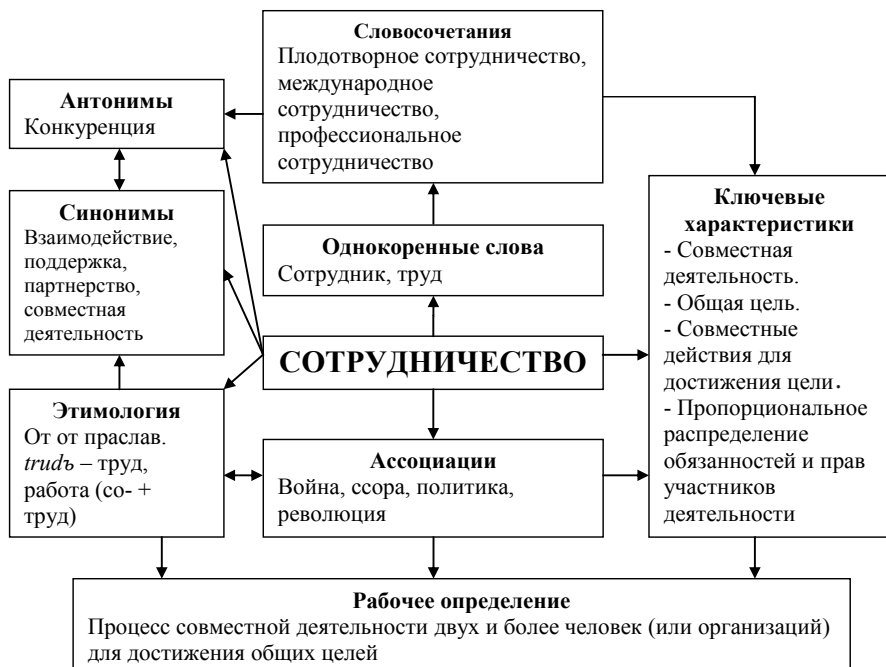 Словосочетания
Плодотворное сотрудничество,
международное
сотрудничество,
профессиональное
сотрудничество
Антонимы
Конкуренция
Синонимы
Взаимодействие,
поддержка,
партнерство,
совместная
деятельность
Однокоренные слова
Сотрудник, труд
Ключевые
характеристики
- Совместная
деятельность.
- Общая цель.
- Совместные
действия для
достижения цели.
- Пропорциональное
распределение
обязанностей и прав
участников
деятельности
СОТРУДНИЧЕСТВО
Этимология
От от праслав.
trudъ – труд,
работа (со- +
труд)
Ассоциации
Война, ссора, политика,
революция
Рабочее определение
Процесс совместной деятельности двух и более человек (или организаций)
для достижения общих целей